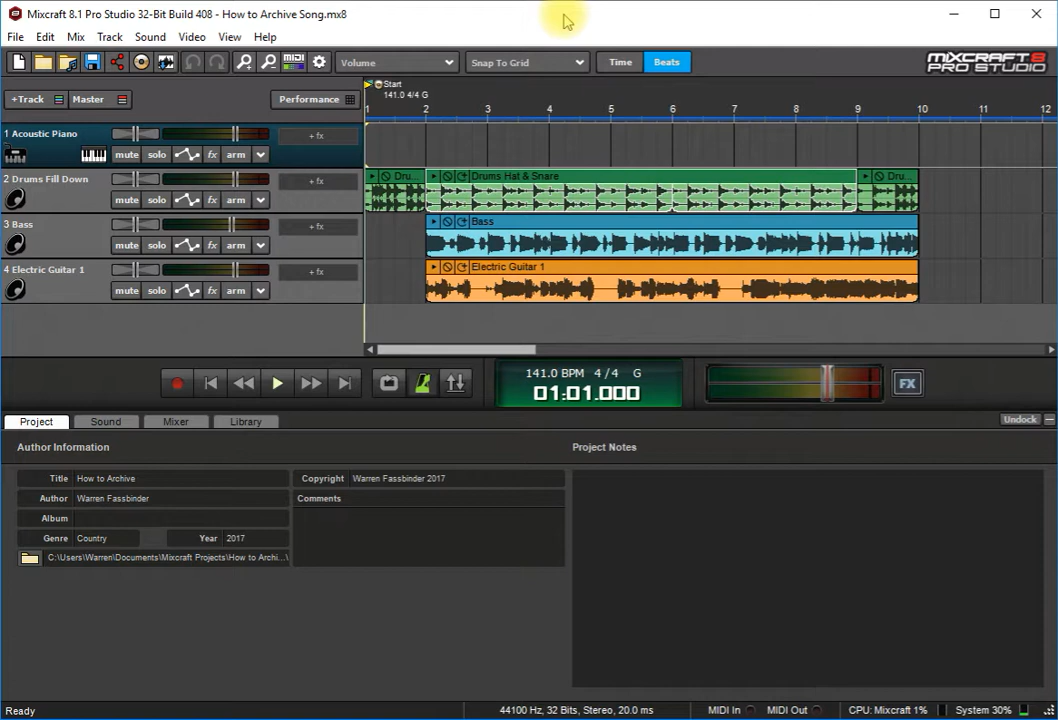 Mixcraft 8.1 Pro Studio 32-Bit Build 408 - How to Archive Song.mx8
File Edit Mix Track Sound Video View Help
midi Volume Snap To Grid Time Beats MIXCRAFT 8 PRO STUDIO
+Track Master Performance
Start
141.0 4/4 G
1 2 3 4 5 6 7 8 9 10 11 12
1 Acoustic Piano
+ fx
mute solo fx arm
2 Drums Fill Down
+ fx
mute solo fx arm
Dru... Drums Hat & Snare Dru...
3 Bass
+ fx
mute solo fx arm
Bass
4 Electric Guitar 1
+ fx
mute solo fx arm
Electric Guitar 1
141.0 BPM 4/4 G
01:01.000
FX
Project Sound Mixer Library Undock
Author Information
Title How to Archive
Author Warren Fassbinder
Album
Genre Country Year 2017
C:\Users\Warren\Documents\Mixcraft Projects\How to Archi...\
Copyright Warren Fassbinder 2017
Comments
Project Notes
Ready 44100 Hz, 32 Bits, Stereo, 20.0 ms MIDI In MIDI Out CPU: Mixcraft 1% System 30%